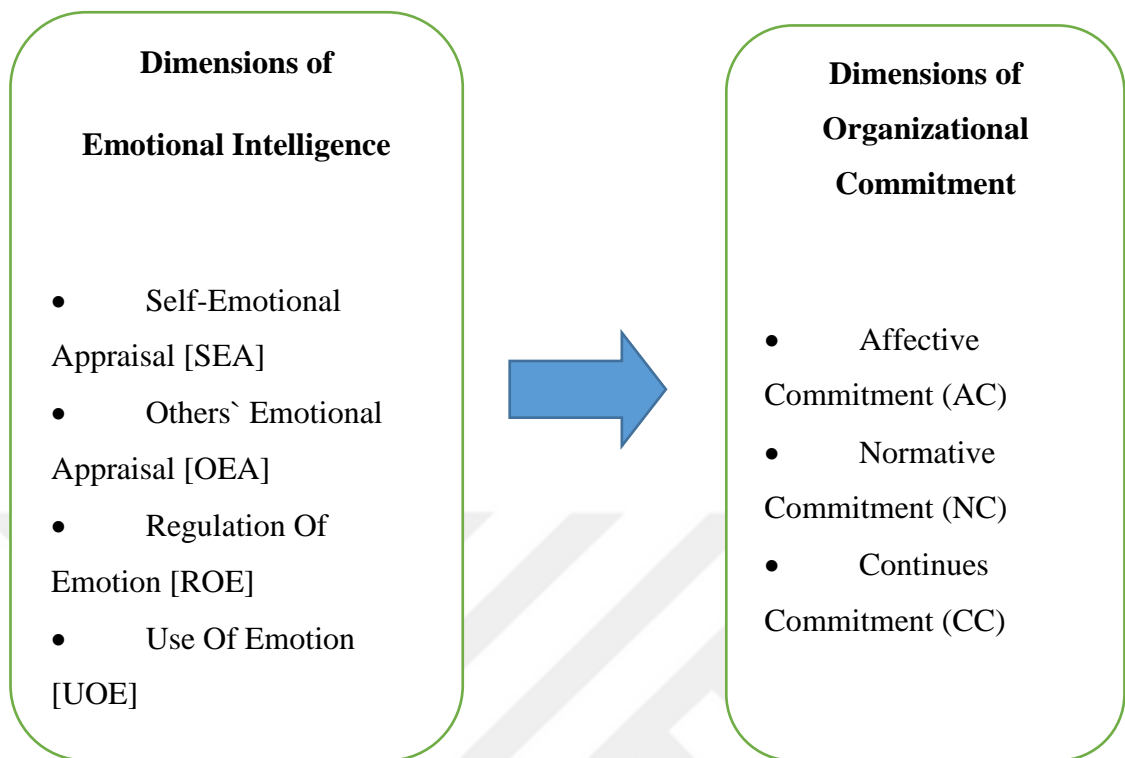 Dimensions of
Emotional Intelligence
• Self-Emotional
Appraisal [SEA]
• Others` Emotional
Appraisal [OEA]
• Regulation Of
Emotion [ROE]
• Use Of Emotion
[UOE]
Dimensions of
Organizational
Commitment
• Affective
Commitment (AC)
• Normative
Commitment (NC)
• Continues
Commitment (CC)